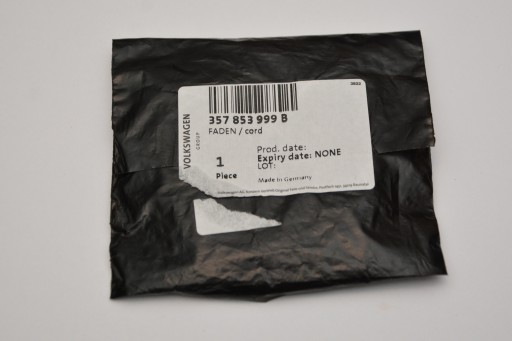 357 853 999 B
FADEN / cord
VOLKSWAGEN
GROUP
1
Piece
Prod. date:
Expiry date: NONE
LOT:
Made in Germany